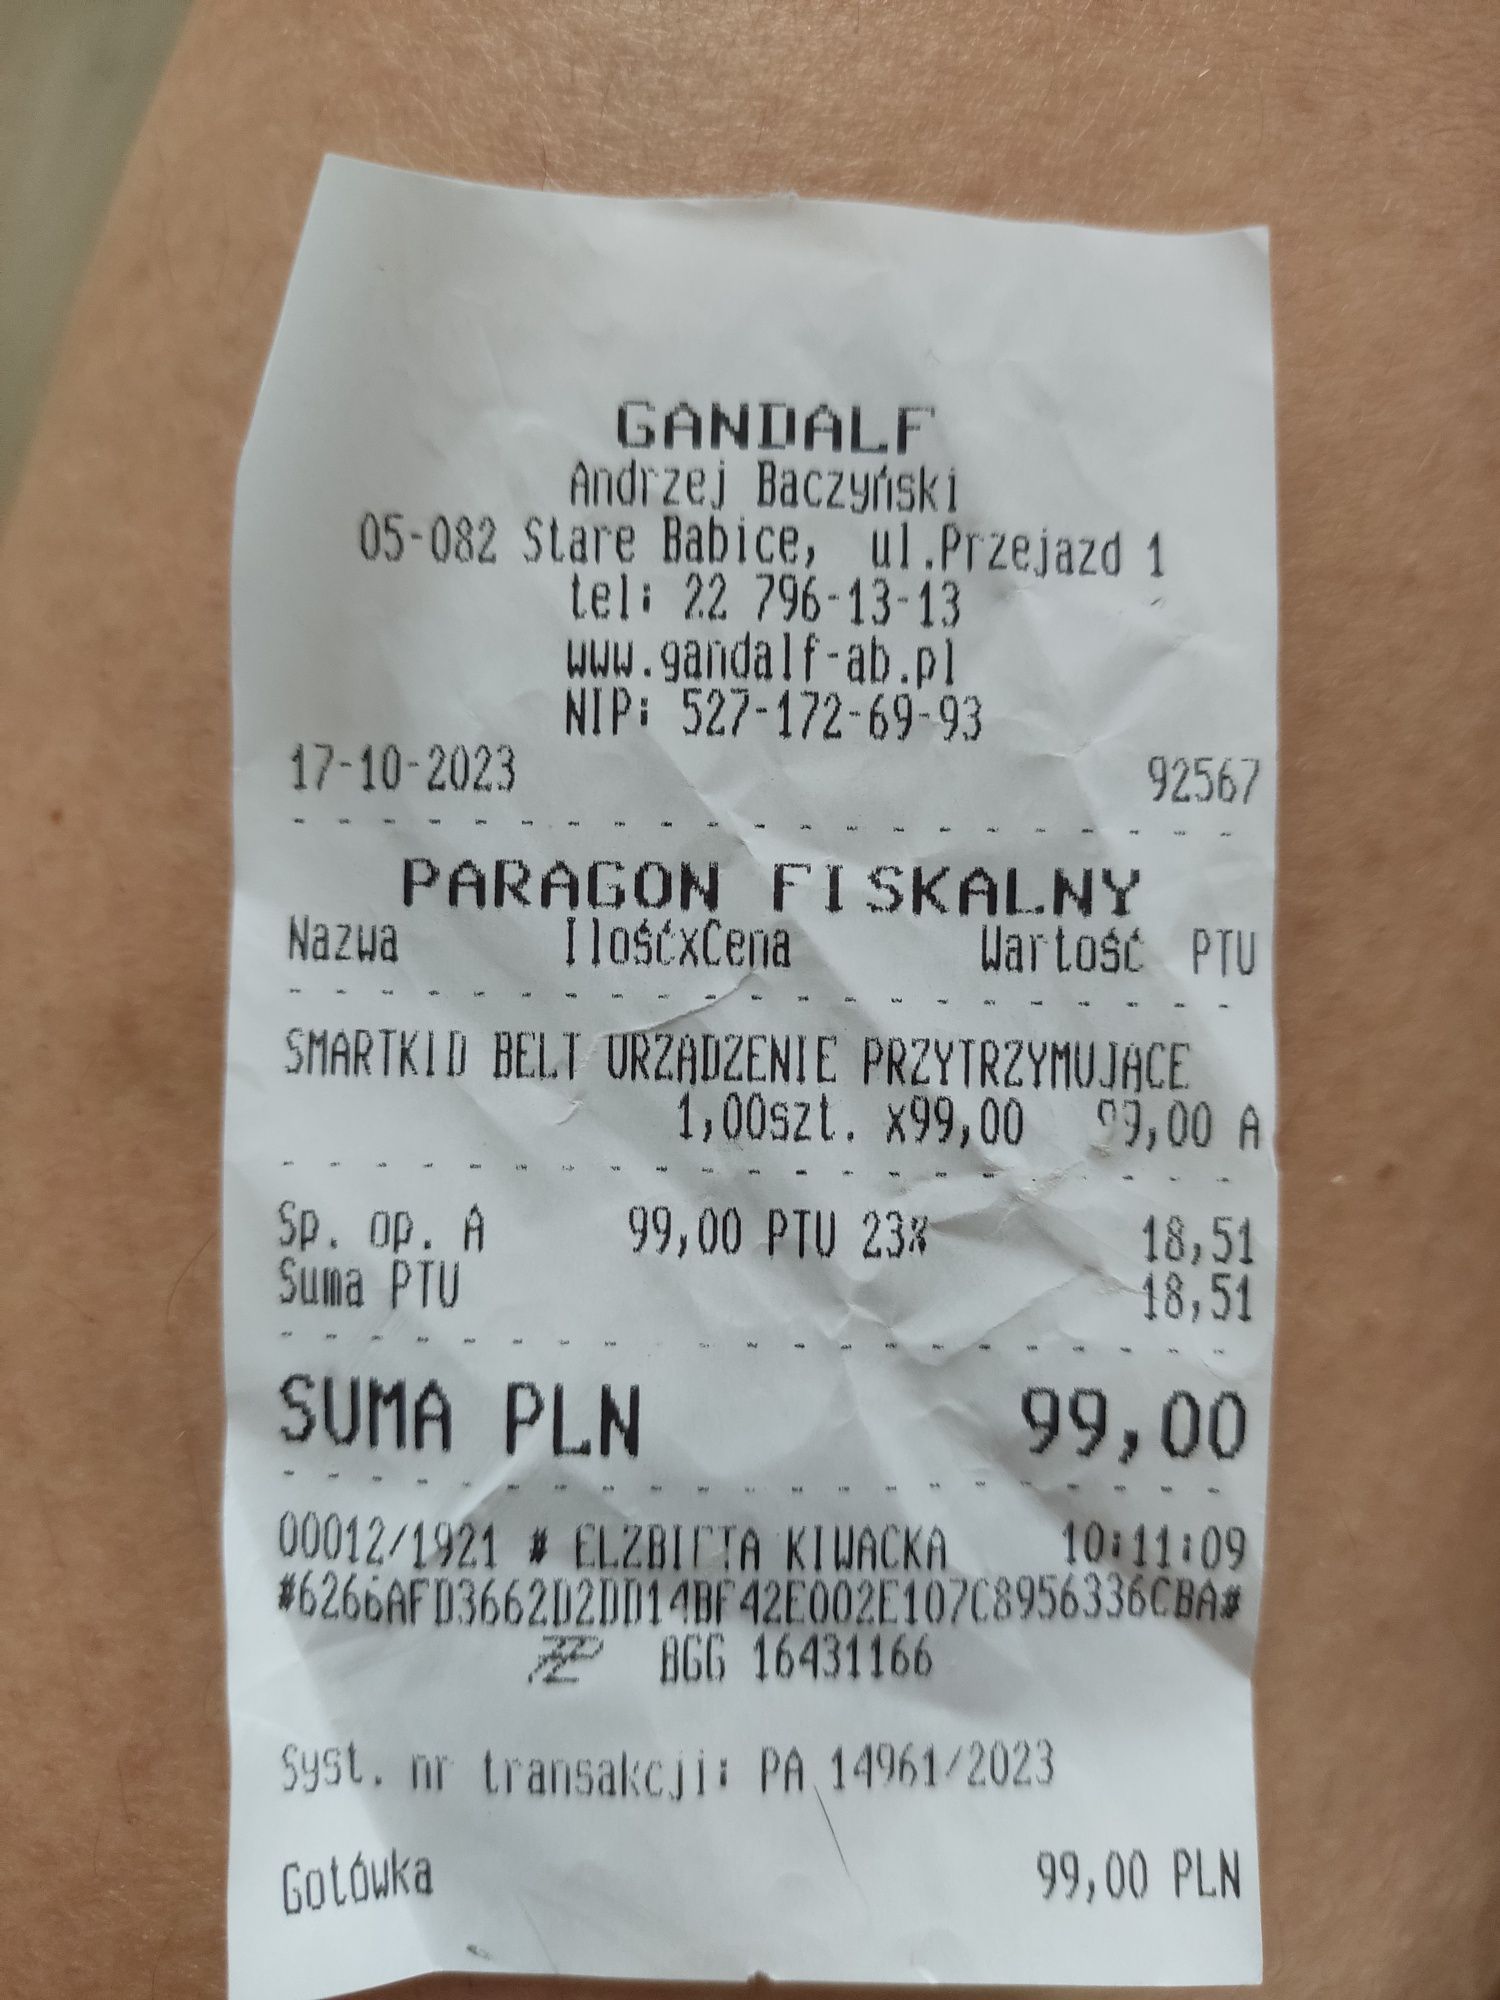 GANDALF
Andrzej Baczyński
05-082 Stare Babice, ul.Przejazd 1
tel: 22 796-13-13
www.gandalf-ab.pl
NIP: 527-172-69-93
17-10-2023 92567
PARAGON FISKALNY
Nazwa IlośćxCena Wartość PTU
SMARTKID BELT URZĄDZENIE PRZYTRZYMUJĄCE
1,00szt. x99,00 99,00 A
Sp. op. A 99,00 PTU 23% 18,51
Suma PTU 18,51
SUMA PLN 99,00
00012/1921 # ELŻBIETA KIWACKA 10:11:09
#6266AFD3662D2DD14BF42E002E107C8956336CBA#
BGG 16431166
Syst. nr transakcji: PA 14961/2023
Gotówka 99,00 PLN